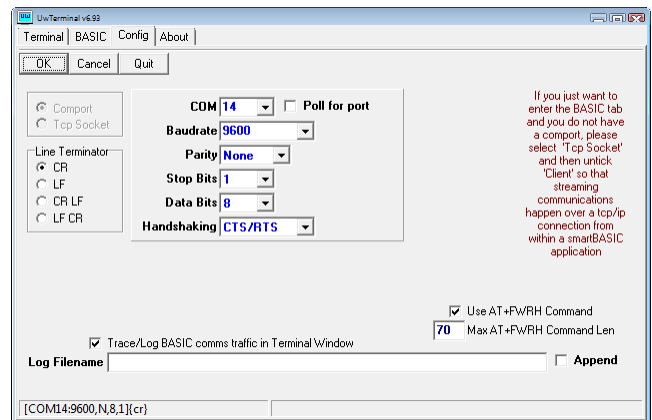 UwTerminal v6.93
Terminal BASIC Config About
OK Cancel Quit
Comport
Tcp Socket
Line Terminator
CR
LF
CR LF
LF CR
COM 14 Poll for port
Baudrate 9600
Parity None
Stop Bits 1
Data Bits 8
Handshaking CTS/RTS
If you just want to
enter the BASIC tab
and you do not have
a comport, please
select 'Tcp Socket'
and then untick
'Client' so that
streaming
communications
happen over a tcp/ip
connection from
within a smartBASIC
application
Use AT+FWRH Command
70 Max AT+FWRH Command Len
Trace/Log BASIC comms traffic in Terminal Window
Log Filename Append
[COM14:9600,N,8,1]{cr}